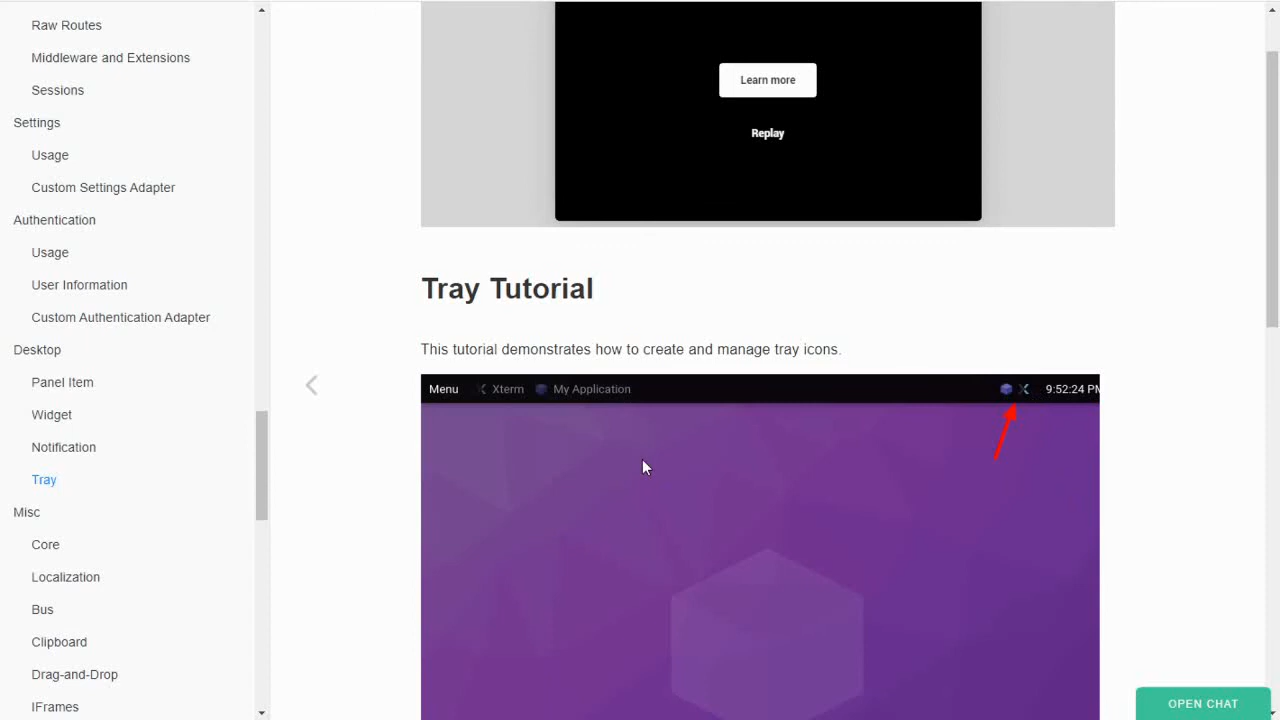 Raw Routes
Middleware and Extensions
Sessions
Settings
Usage
Custom Settings Adapter
Authentication
Usage
User Information
Custom Authentication Adapter
Desktop
Panel Item
Widget
Notification
Tray
Misc
Core
Localization
Bus
Clipboard
Drag-and-Drop
IFrames
Learn more
Replay
Tray Tutorial
This tutorial demonstrates how to create and manage tray icons.
Menu Xterm My Application 9:52:24 PM
OPEN CHAT